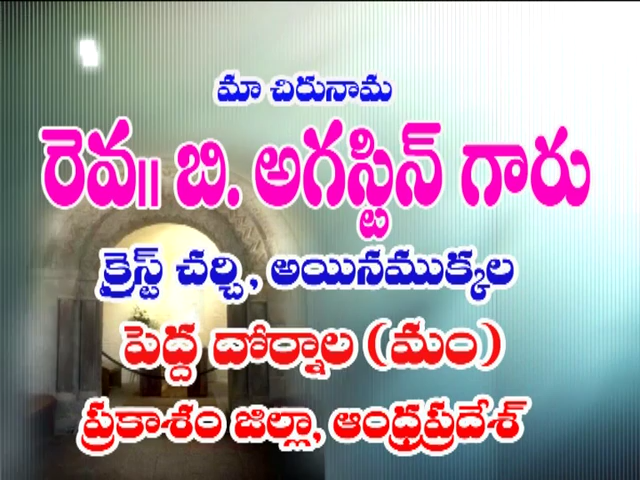 మా చిరునామ
రెవ|| బి. అగస్టిన్ గారు
క్రైస్ట్ చర్చి, అయినముక్కల
పెద్ద దోర్నాల (మం)
ప్రకాశం జిల్లా, ఆంధ్రప్రదేశ్